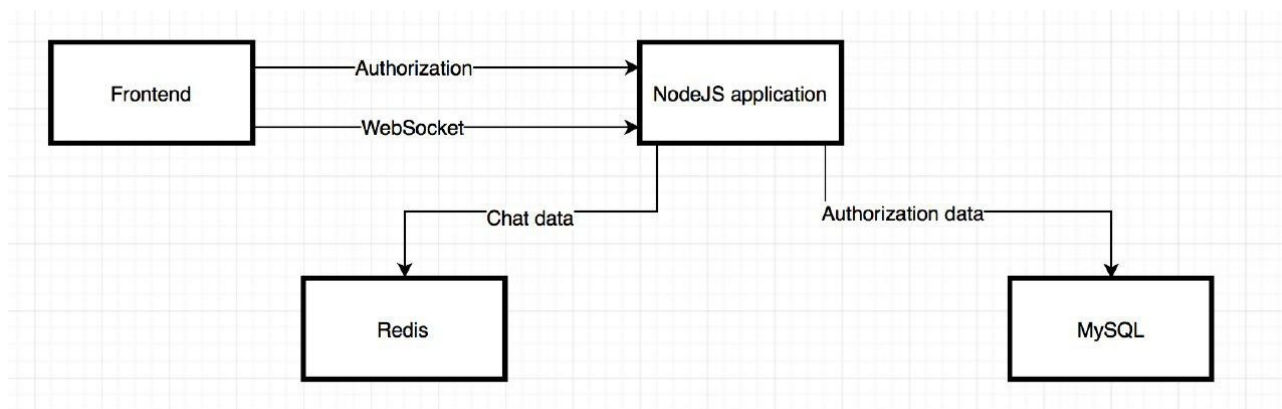 Frontend
Authorization
WebSocket
NodeJS application
Chat data
Authorization data
Redis
MySQL